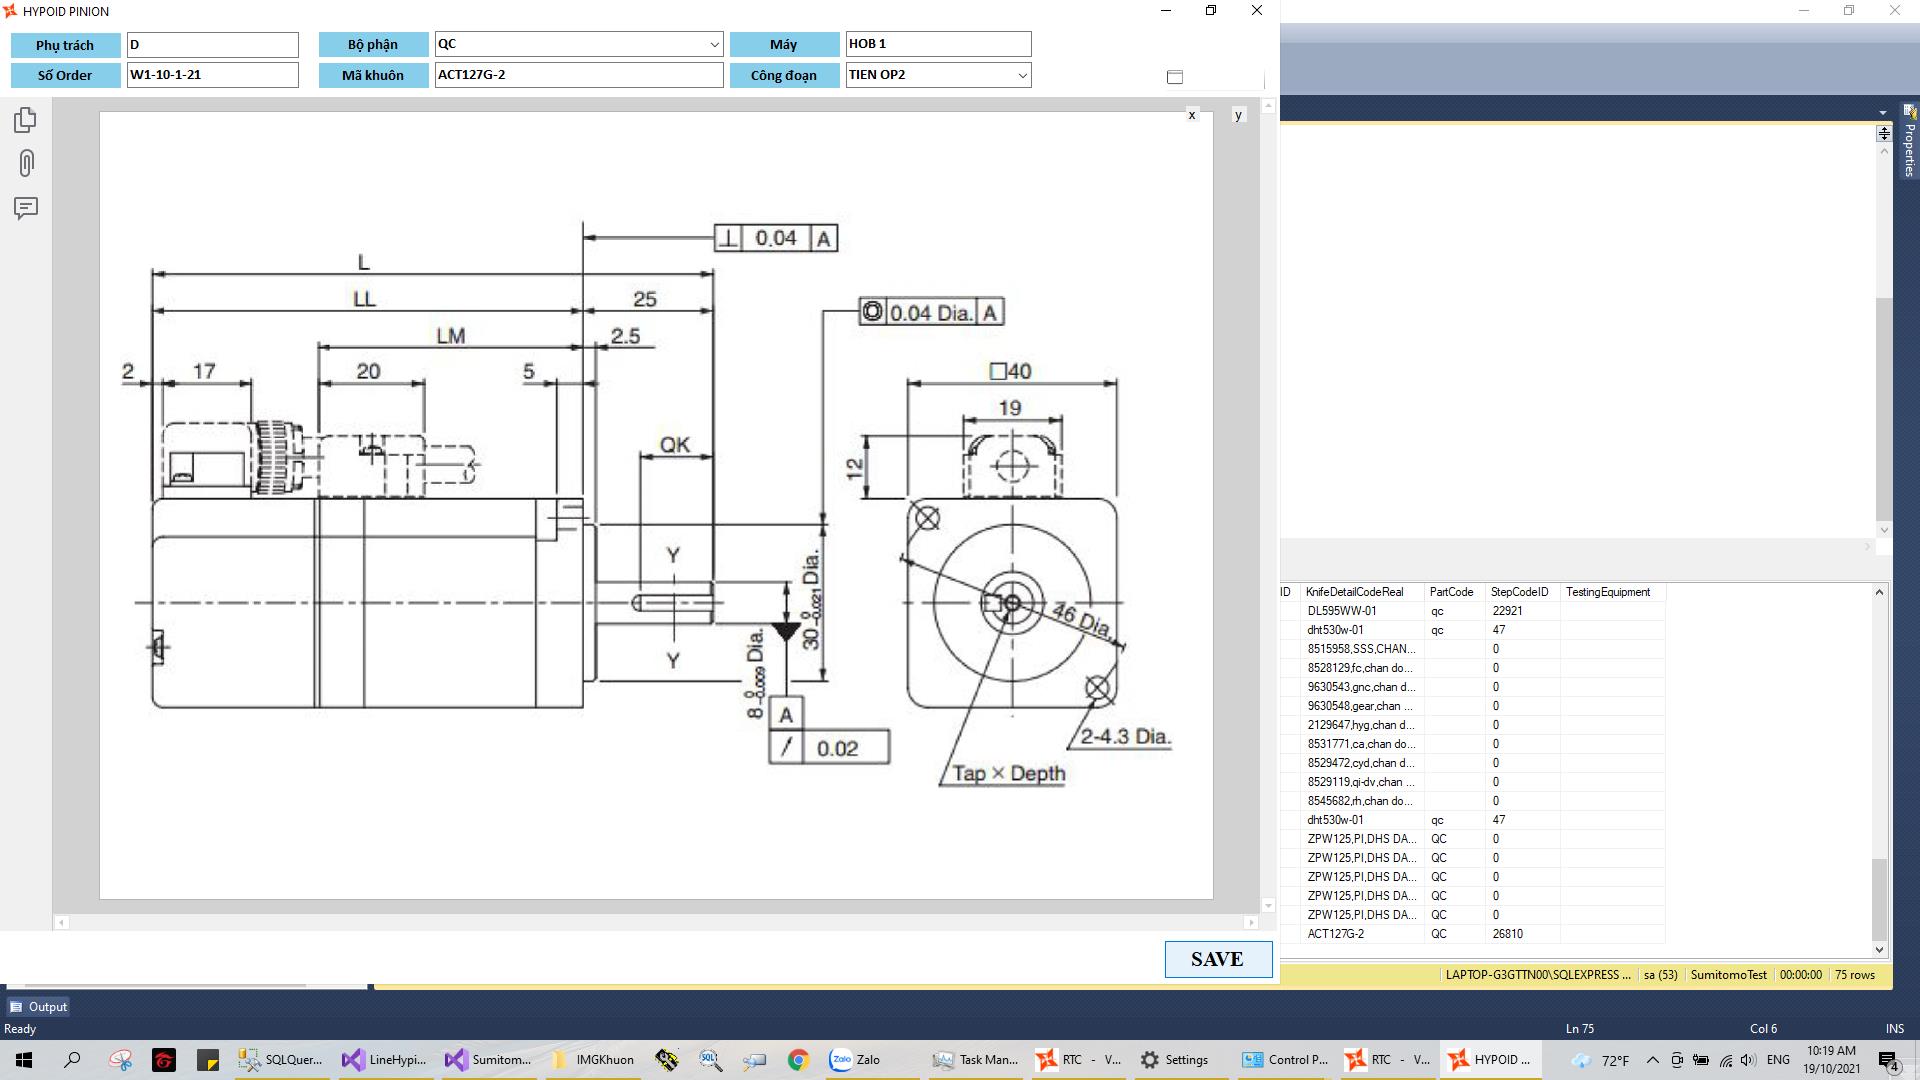 HYPOID PINION
Phụ trách D Bộ phận QC Máy HOB 1
Số Order W1-10-1-21 Mã khuôn ACT127G-2 Công đoạn TIEN OP2
x y
⊥ 0.04 A
L
LL 25
◎ 0.04 Dia. A
LM 2.5
2 17 20 5 □40
19
QK
12
Y
46 Dia.
30 0 -0.021 Dia.
Y
8 0 -0.009 Dia.
A
2-4.3 Dia.
0.02
Tap × Depth
SAVE
Properties
ID KnifeDetailCodeReal PartCode StepCodeID TestingEquipment
DL595WW-01 qc 22921
dht530w-01 qc 47
8515958,SSS,CHAN... 0
8528129,fc,chan do... 0
9630543,gnc,chan d... 0
9630548,gear,chan ... 0
2129647,hyg,chan d... 0
8531771,ca,chan do... 0
8529472,cyd,chan d... 0
8529119,qi-dv,chan ... 0
8545682,rh,chan do... 0
dht530w-01 qc 47
ZPW125,PI,DHS DA... QC 0
ZPW125,PI,DHS DA... QC 0
ZPW125,PI,DHS DA... QC 0
ZPW125,PI,DHS DA... QC 0
ZPW125,PI,DHS DA... QC 0
ACT127G-2 QC 26810
LAPTOP-G3GTTN00\SQLEXPRESS ... sa (53) SumitomoTest 00:00:00 75 rows
Output
Ready Ln 75 Col 6 INS
SQLQuer... LineHypi... Sumitom... IMGKhuon SQL Zalo Zalo Task Man... RTC - V... Settings Control P... RTC - V... HYPOID ... 72°F ENG 10:19 AM
19/10/2021 4